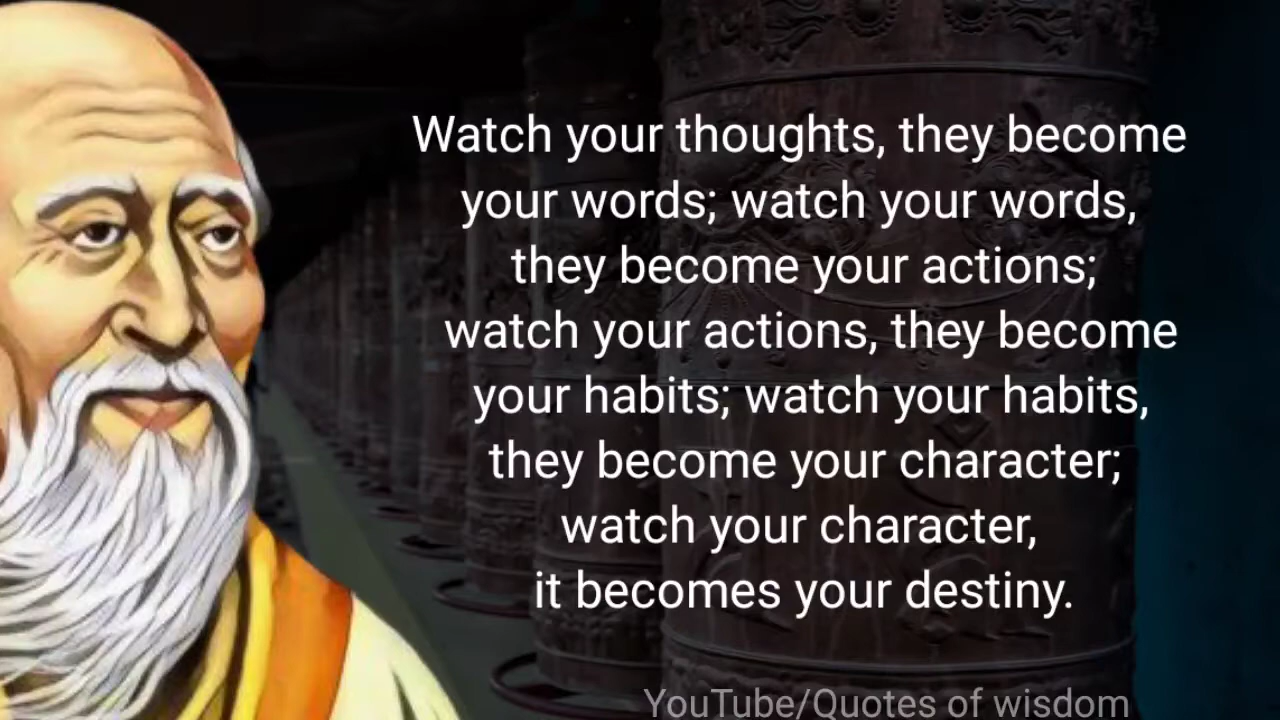 Watch your thoughts, they become
your words; watch your words,
they become your actions;
watch your actions, they become
your habits; watch your habits,
they become your character;
watch your character,
it becomes your destiny.
YouTube/Quotes of wisdom